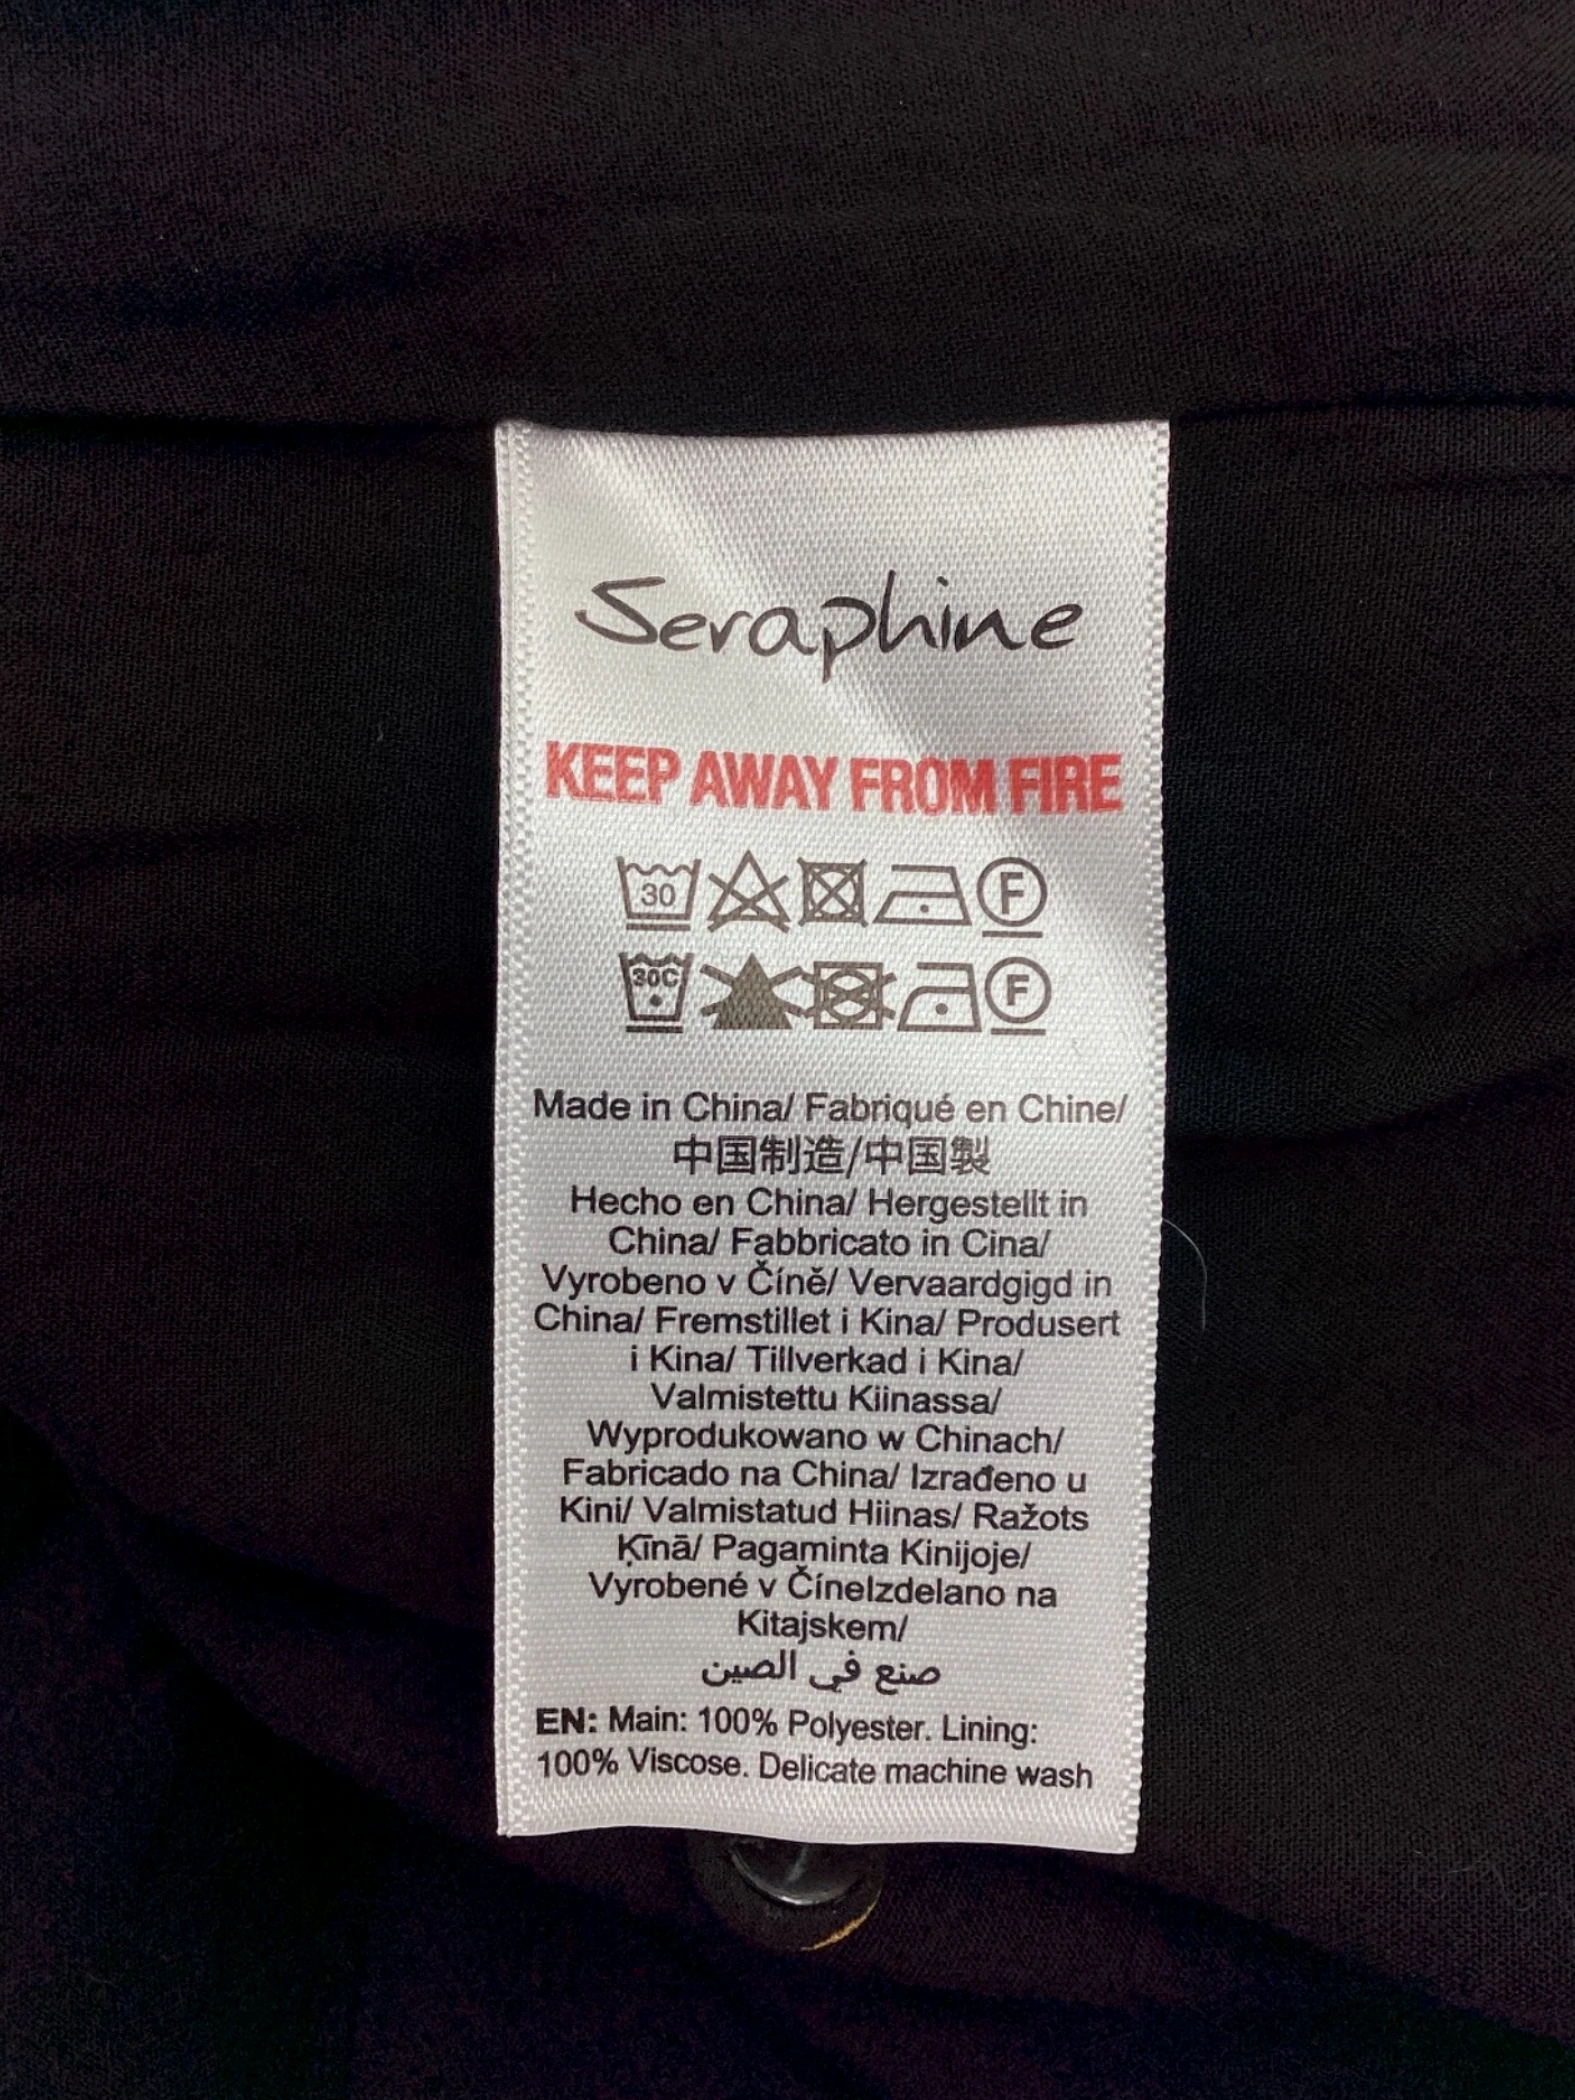 Seraphine
KEEP AWAY FROM FIRE
30 F
30C F
Made in China/ Fabriqué en Chine/
中国制造/中国製
Hecho en China/ Hergestellt in
China/ Fabbricato in Cina/
Vyrobeno v Číně/ Vervaardgigd in
China/ Fremstillet i Kina/ Produsert
i Kina/ Tillverkad i Kina/
Valmistettu Kiinassa/
Wyprodukowano w Chinach/
Fabricado na China/ Izrađeno u
Kini/ Valmistatud Hiinas/ Ražots
Ķīnā/ Pagaminta Kinijoje/
Vyrobené v ČíneIzdelano na
Kitajskem/
صنع في الصين
EN: Main: 100% Polyester. Lining:
100% Viscose. Delicate machine wash